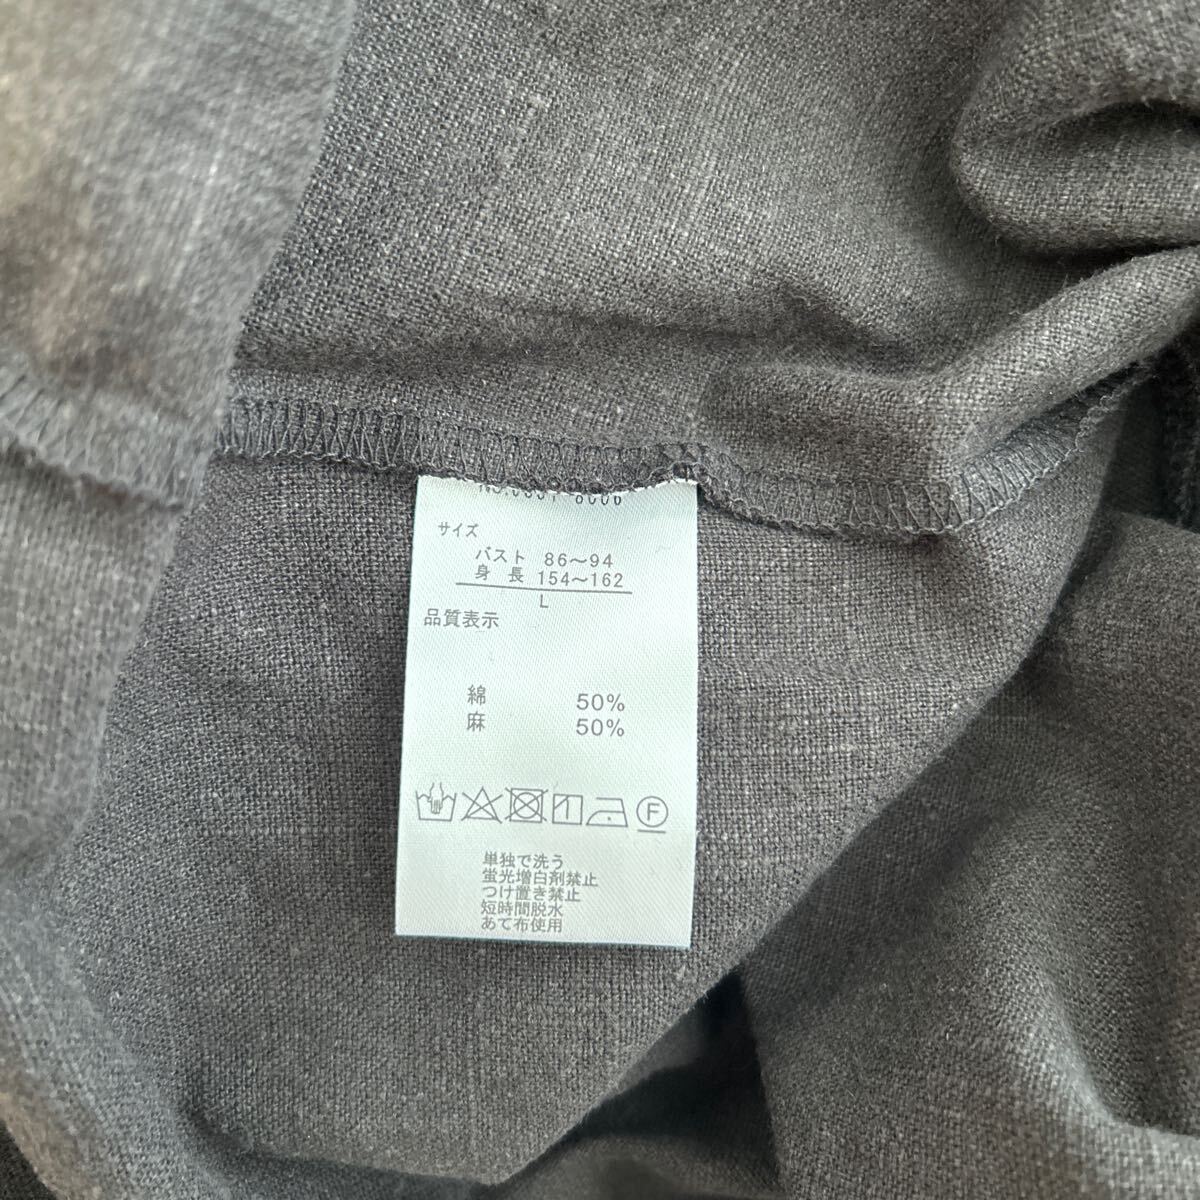 サイズ
バスト 86～94
身長 154～162
L
品質表示
綿 50%
麻 50%
F
単独で洗う
蛍光増白剤禁止
つけ置き禁止
短時間脱水
あて布使用